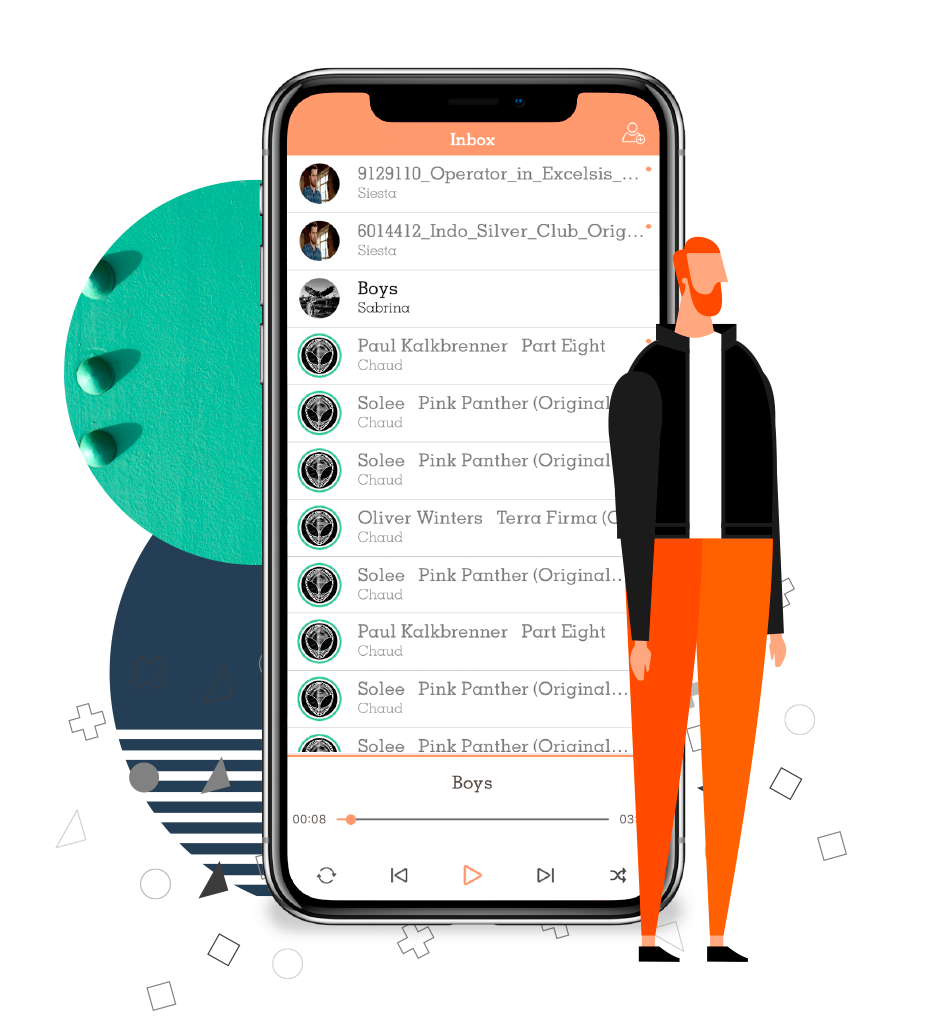 Inbox
9129110_Operator_in_Excelsis_...
Siesta
6014412_Indo_Silver_Club_Orig...
Siesta
Boys
Sabrina
Paul Kalkbrenner Part Eight
Chaud
Solee Pink Panther (Original
Chaud
Solee Pink Panther (Original
Chaud
Oliver Winters Terra Firma (
Chaud
Solee Pink Panther (Original...
Chaud
Paul Kalkbrenner Part Eight
Chaud
Solee Pink Panther (Original...
Chaud
Solee Pink Panther (Original...
Boys
00:08 03: